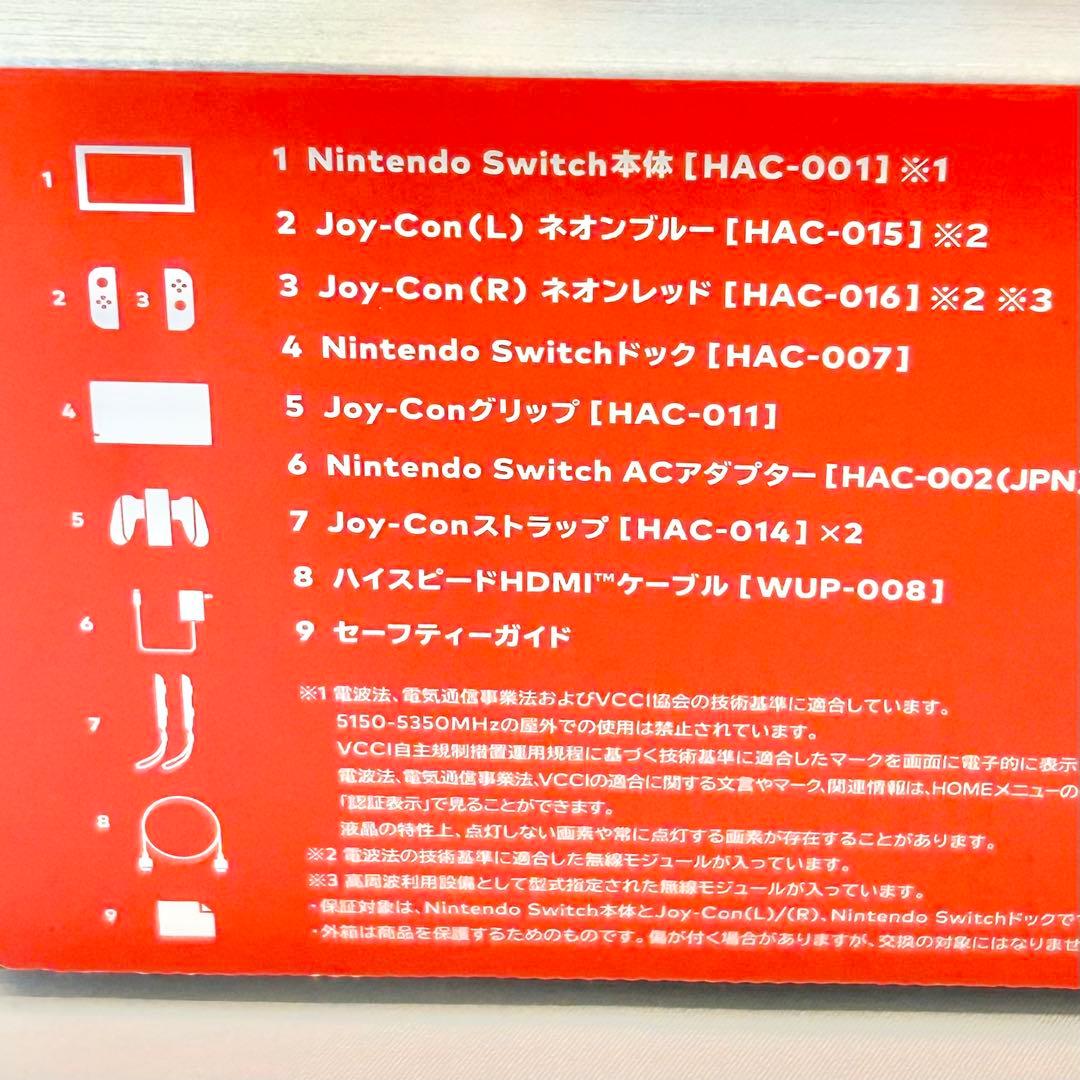 1 Nintendo Switch本体 [HAC-001] ※1
2 Joy-Con(L) ネオンブルー [HAC-015] ※2
3 Joy-Con(R) ネオンレッド [HAC-016] ※2 ※3
4 Nintendo Switchドック [HAC-007]
5 Joy-Conグリップ [HAC-011]
6 Nintendo Switch ACアダプター [HAC-002(JPN)
7 Joy-Conストラップ [HAC-014] ×2
8 ハイスピードHDMI™ケーブル [WUP-008]
9 セーフティーガイド
1
2 3
4
5
6
7
8
9
※1 電波法、電気通信事業法およびVCCI協会の技術基準に適合しています。
5150-5350MHzの屋外での使用は禁止されています。
VCCI自主規制措置運用規程に基づく技術基準に適合したマークを画面に電子的に表示
電波法、電気通信事業法、VCCIの適合に関する文言やマーク、関連情報は、HOMEメニューの
「認証表示」で見ることができます。
液晶の特性上、点灯しない画素や常に点灯する画素が存在することがあります。
※2 電波法の技術基準に適合した無線モジュールが入っています。
※3 高周波利用設備として型式指定された無線モジュールが入っています。
・保証対象は、Nintendo Switch本体とJoy-Con(L)/(R)、Nintendo Switchドックで
・外箱は商品を保護するためのものです。傷が付く場合がありますが、交換の対象にはなりませ